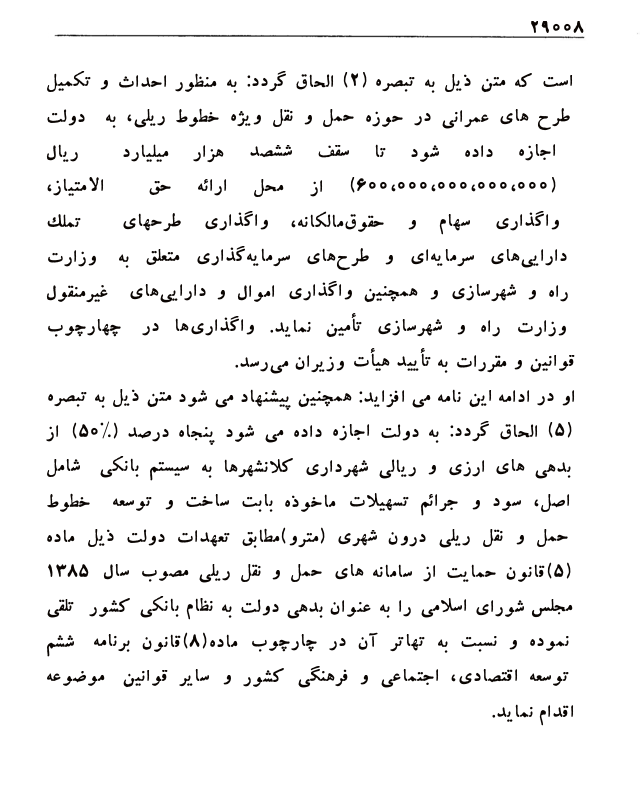 ۲۹۰۰۸
است که متن ذیل به تبصره (۲) الحاق گردد: به منظور احداث و تکمیل
طرح های عمرانی در حوزه حمل و نقل ویژه خطوط ریلی، به دولت
اجازه داده شود تا سقف ششصد هزار میلیارد ریال
(۶۰۰،۰۰۰،۰۰۰،۰۰۰،۰۰۰) از محل ارائه حق الامتیاز،
واگذاری سهام و حقوق‌مالکانه، واگذاری طرحهای تملك
دارایی‌های سرمایه‌ای و طرح‌های سرمایه‌گذاری متعلق به وزارت
راه و شهرسازی و همچنین واگذاری اموال و دارایی‌های غیرمنقول
وزارت راه و شهرسازی تأمین نماید. واگذاری‌ها در چهارچوب
قوانین و مقررات به تأیید هیأت وزیران می‌رسد.
او در ادامه این نامه می افزاید: همچنین پیشنهاد می شود متن ذیل به تبصره
(۵) الحاق گردد: به دولت اجازه داده می شود پنجاه درصد (۵۰٪) از
بدهی های ارزی و ریالی شهرداری کلانشهرها به سیستم بانکی شامل
اصل، سود و جرائم تسهیلات ماخوذه بابت ساخت و توسعه خطوط
حمل و نقل ریلی درون شهری (مترو)مطابق تعهدات دولت ذیل ماده
(۵)قانون حمایت از سامانه های حمل و نقل ریلی مصوب سال ۱۳۸۵
مجلس شورای اسلامی را به عنوان بدهی دولت به نظام بانکی کشور تلقی
نموده و نسبت به تهاتر آن در چارچوب ماده(۸)قانون برنامه ششم
توسعه اقتصادی، اجتماعی و فرهنگی کشور و سایر قوانین موضوعه
اقدام نماید.